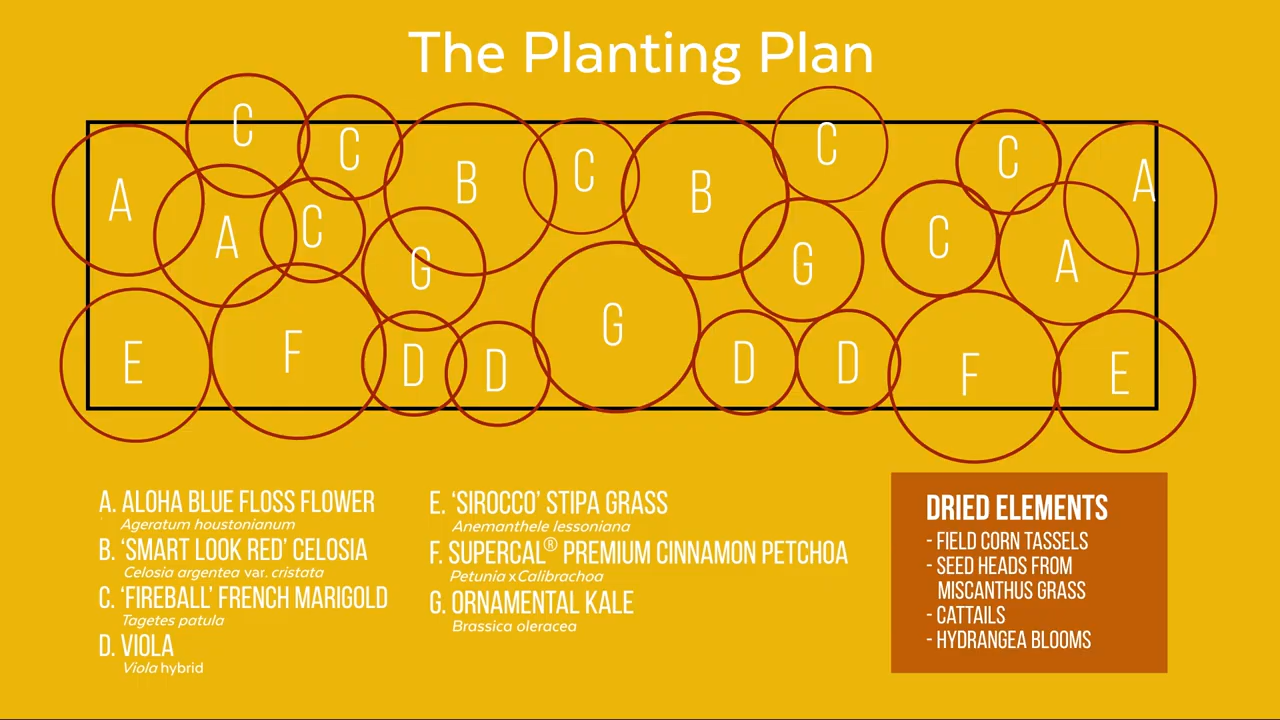 The Planting Plan
C
C
C
B
C
B
C
C
A
A
A
C
G
G
C
A
E
F
D
D
G
D
D
F
E
A. ALOHA BLUE FLOSS FLOWER
Ageratum houstonianum
B. ‘SMART LOOK RED’ CELOSIA
Celosia argentea var. cristata
C. ‘FIREBALL’ FRENCH MARIGOLD
Tagetes patula
D. VIOLA
Viola hybrid
E. ‘SIROCCO’ STIPA GRASS
Anemanthele lessoniana
F. SUPERCAL® PREMIUM CINNAMON PETCHOA
Petunia x Calibrachoa
G. ORNAMENTAL KALE
Brassica oleracea
DRIED ELEMENTS
- FIELD CORN TASSELS
- SEED HEADS FROM
MISCANTHUS GRASS
- CATTAILS
- HYDRANGEA BLOOMS